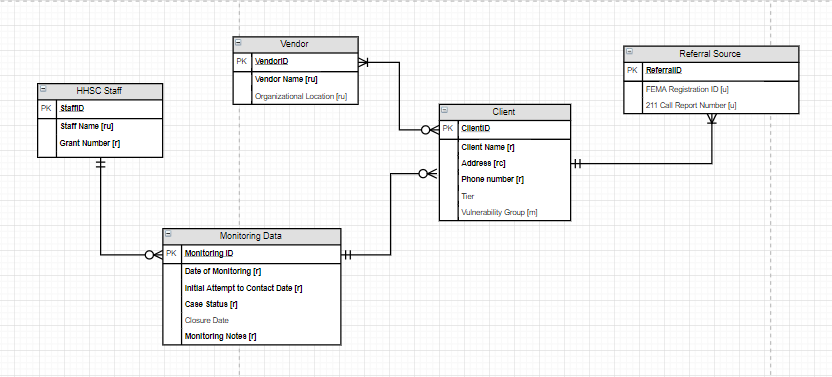 Vendor
PK VendorID
Vendor Name [ru]
Organizational Location [ru]
Referral Source
PK ReferralID
FEMA Registration ID [u]
211 Call Report Number [u]
HHSC Staff
PK StaffID
Staff Name [ru]
Grant Number [r]
Client
PK ClientID
Client Name [r]
Address [rc]
Phone number [r]
Tier
Vulnerability Group [m]
Monitoring Data
PK Monitoring ID
Date of Monitoring [r]
Initial Attempt to Contact Date [r]
Case Status [r]
Closure Date
Monitoring Notes [r]